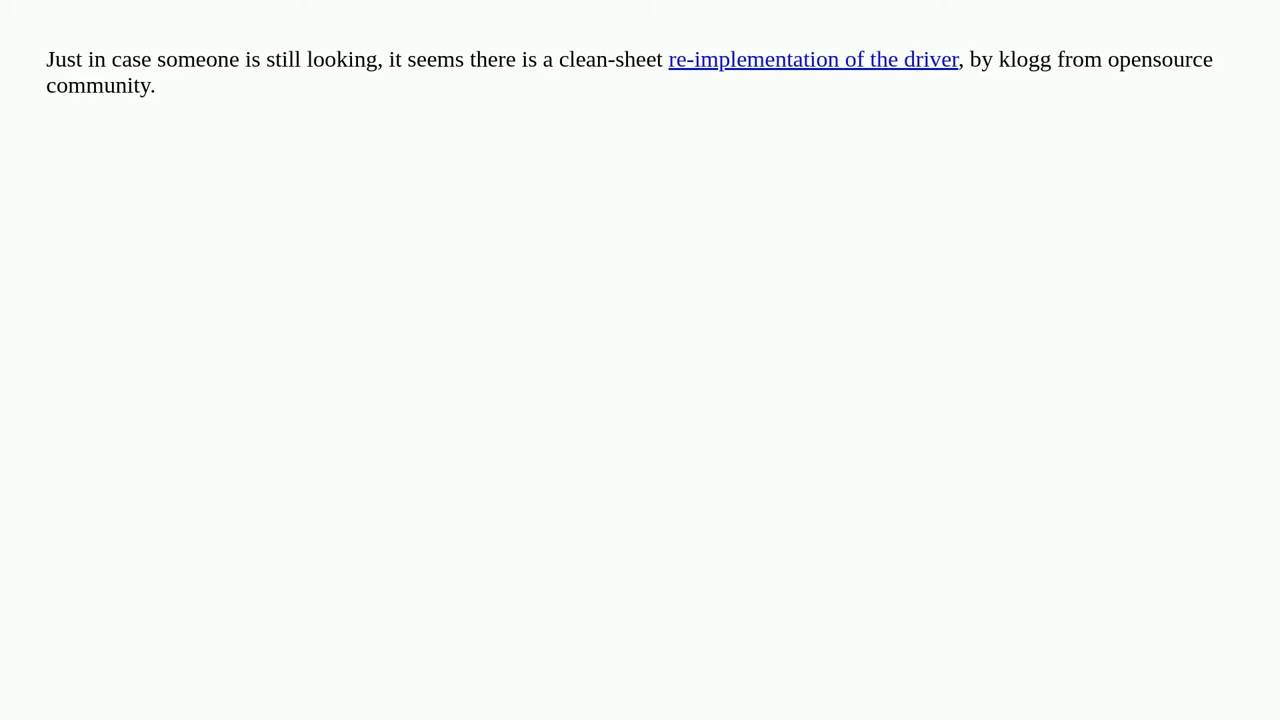 Just in case someone is still looking, it seems there is a clean-sheet re-implementation of the driver, by klogg from opensource
community.